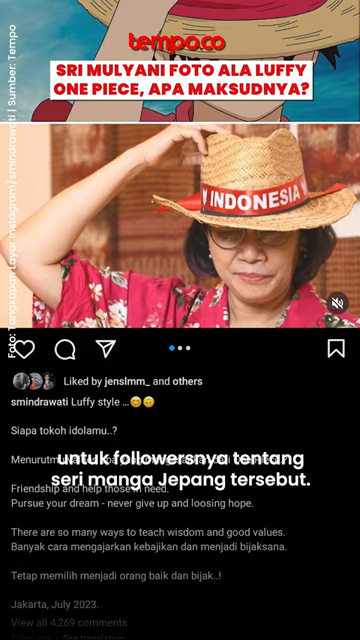 tempo.co
SRI MULYANI FOTO ALA LUFFY
ONE PIECE, APA MAKSUDNYA?
Foto: Tangkapan layar Instagram/smindrawati | Sumber: Tempo
INDONESIA
Liked by jenslmm_ and others
smindrawati Luffy style ...😊🙃
Siapa tokoh idolamu..?
Menurutmu
untuk followersnya tentang
seri manga Jepang tersebut.
Friendship and help those in need.
Pursue your dream - never give up and loosing hope.
There are so many ways to teach wisdom and good values.
Banyak cara mengajarkan kebajikan dan menjadi bijaksana.
Tetap memilih menjadi orang baik dan bijak..!
Jakarta, July 2023.
View all 4,269 comments
See translation